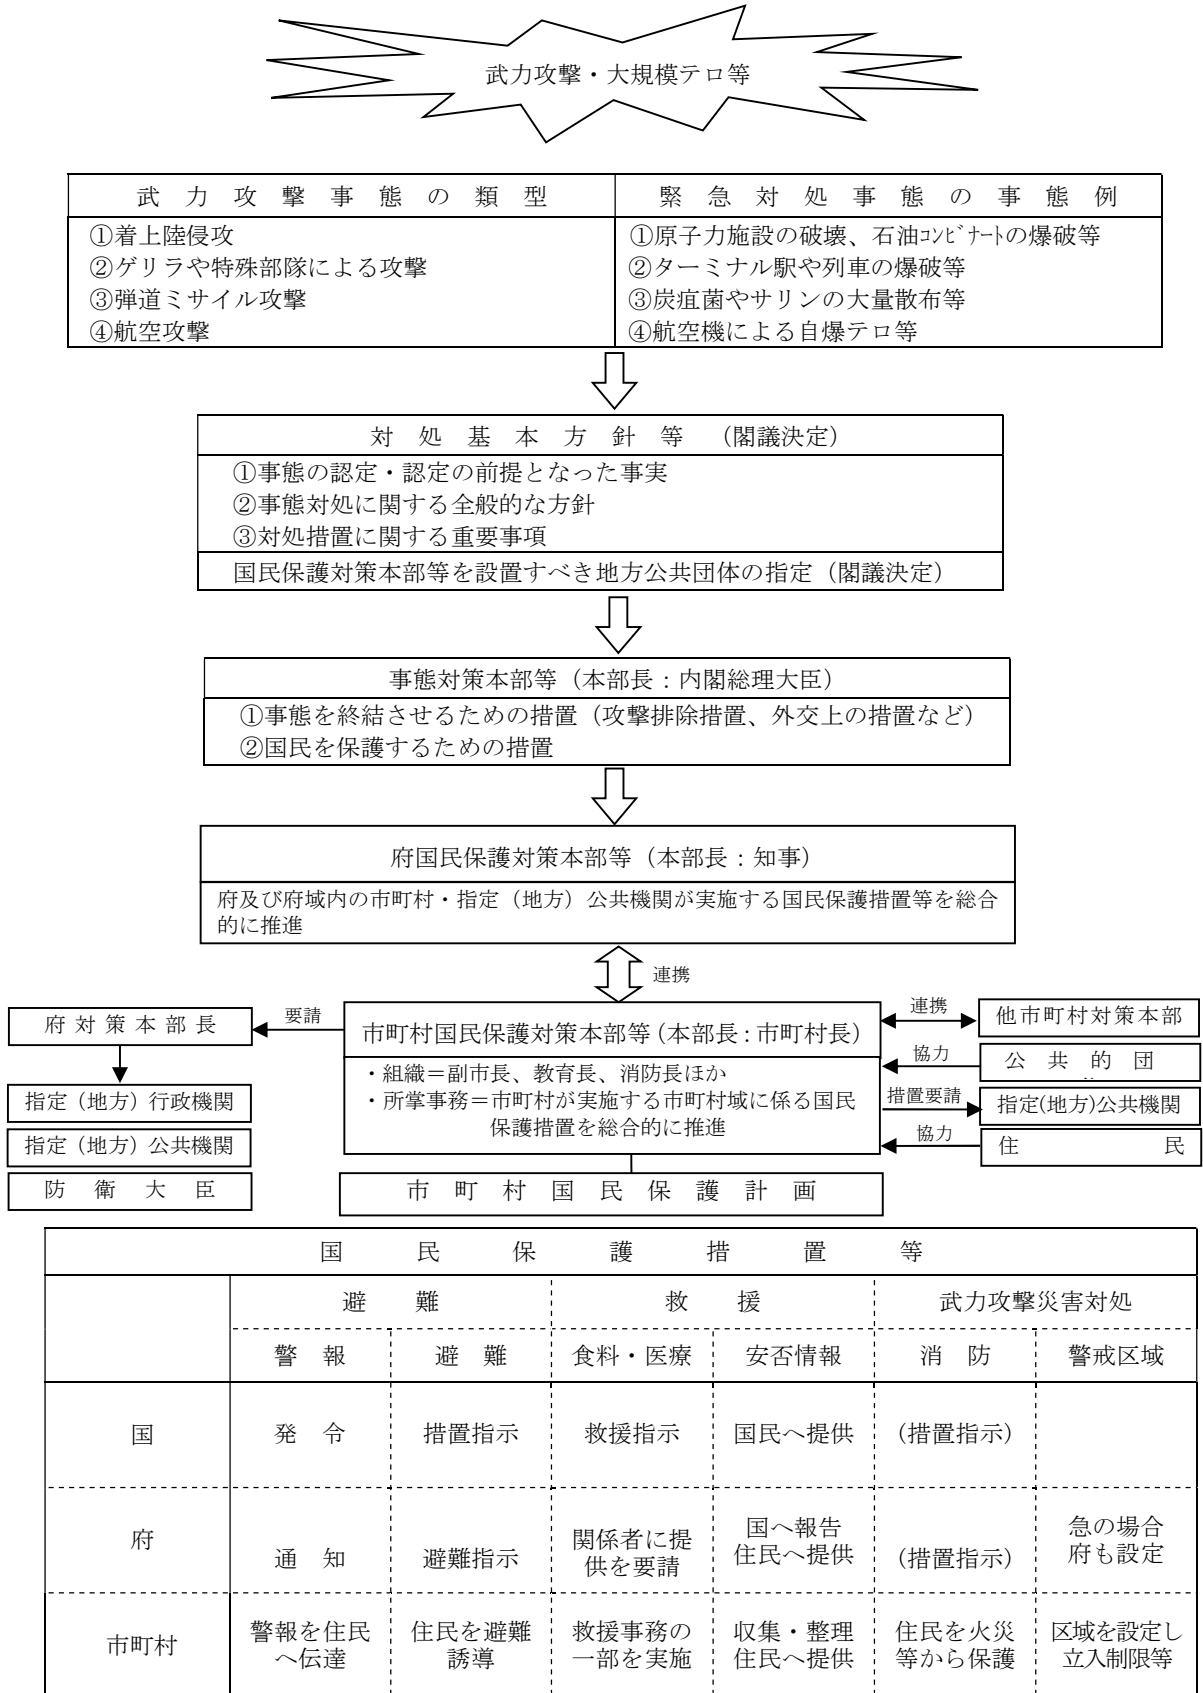 武力攻撃・大規模テロ等
武力攻撃事態の類型
①着上陸侵攻
②ゲリラや特殊部隊による攻撃
③弾道ミサイル攻撃
④航空攻撃
緊急対処事態の事態例
①原子力施設の破壊、石油ｺﾝﾋﾞﾅｰﾄの爆破等
②ターミナル駅や列車の爆破等
③炭疽菌やサリンの大量散布等
④航空機による自爆テロ等
対処基本方針等（閣議決定）
①事態の認定・認定の前提となった事実
②事態対処に関する全般的な方針
③対処措置に関する重要事項
国民保護対策本部等を設置すべき地方公共団体の指定（閣議決定）
事態対策本部等（本部長：内閣総理大臣）
①事態を終結させるための措置（攻撃排除措置、外交上の措置など）
②国民を保護するための措置
府国民保護対策本部等（本部長：知事）
府及び府域内の市町村・指定（地方）公共機関が実施する国民保護措置等を総合
的に推進
連携
府対策本部長
要請
指定（地方）行政機関
指定（地方）公共機関
防衛大臣
市町村国民保護対策本部等（本部長：市町村長）
・組織＝副市長、教育長、消防長ほか
・所掌事務＝市町村が実施する市町村域に係る国民
保護措置を総合的に推進
市町村国民保護計画
連携
他市町村対策本部
協力
公共的団
措置要請
指定(地方)公共機関
協力
住民
国民保護措置等
避難 救援 武力攻撃災害対処
警報 避難 食料・医療 安否情報 消防 警戒区域
国 発令 措置指示 救援指示 国民へ提供 （措置指示）
府 通知 避難指示 関係者に提 国へ報告 （措置指示） 急の場合
供を要請 住民へ提供 府も設定
市町村 警報を住民 住民を避難 救援事務の 収集・整理 住民を火災 区域を設定し
へ伝達 誘導 一部を実施 住民へ提供 等から保護 立入制限等